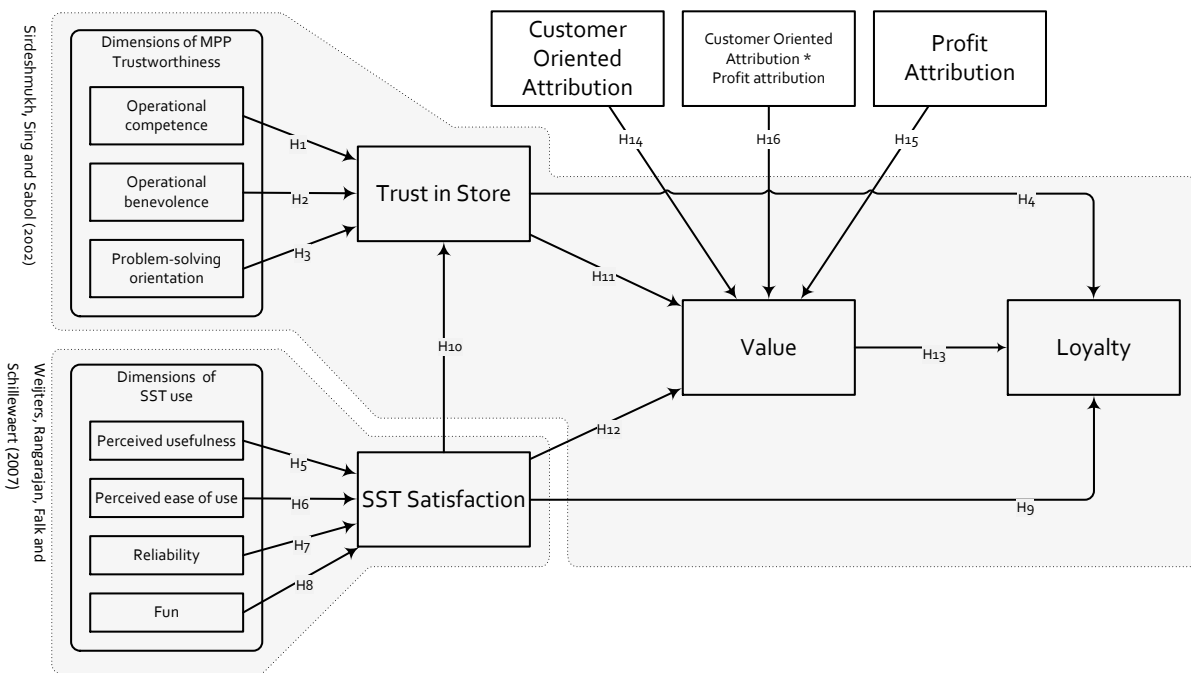 Sirdeshmukh, Sing and Sabol (2002)
Dimensions of MPP
Trustworthiness
Operational
competence
Operational
benevolence
Problem-solving
orientation
H1
H2
H3
Trust in Store
Customer
Oriented
Attribution
Customer Oriented
Attribution *
Profit attribution
Profit
Attribution
H14
H16
H15
H4
H11
H10
Value
H13
Loyalty
H12
Weijters, Rangarajan, Falk and
Schillewaert (2007)
Dimensions of
SST use
Perceived usefulness
Perceived ease of use
Reliability
Fun
H5
H6
H7
H8
SST Satisfaction
H9